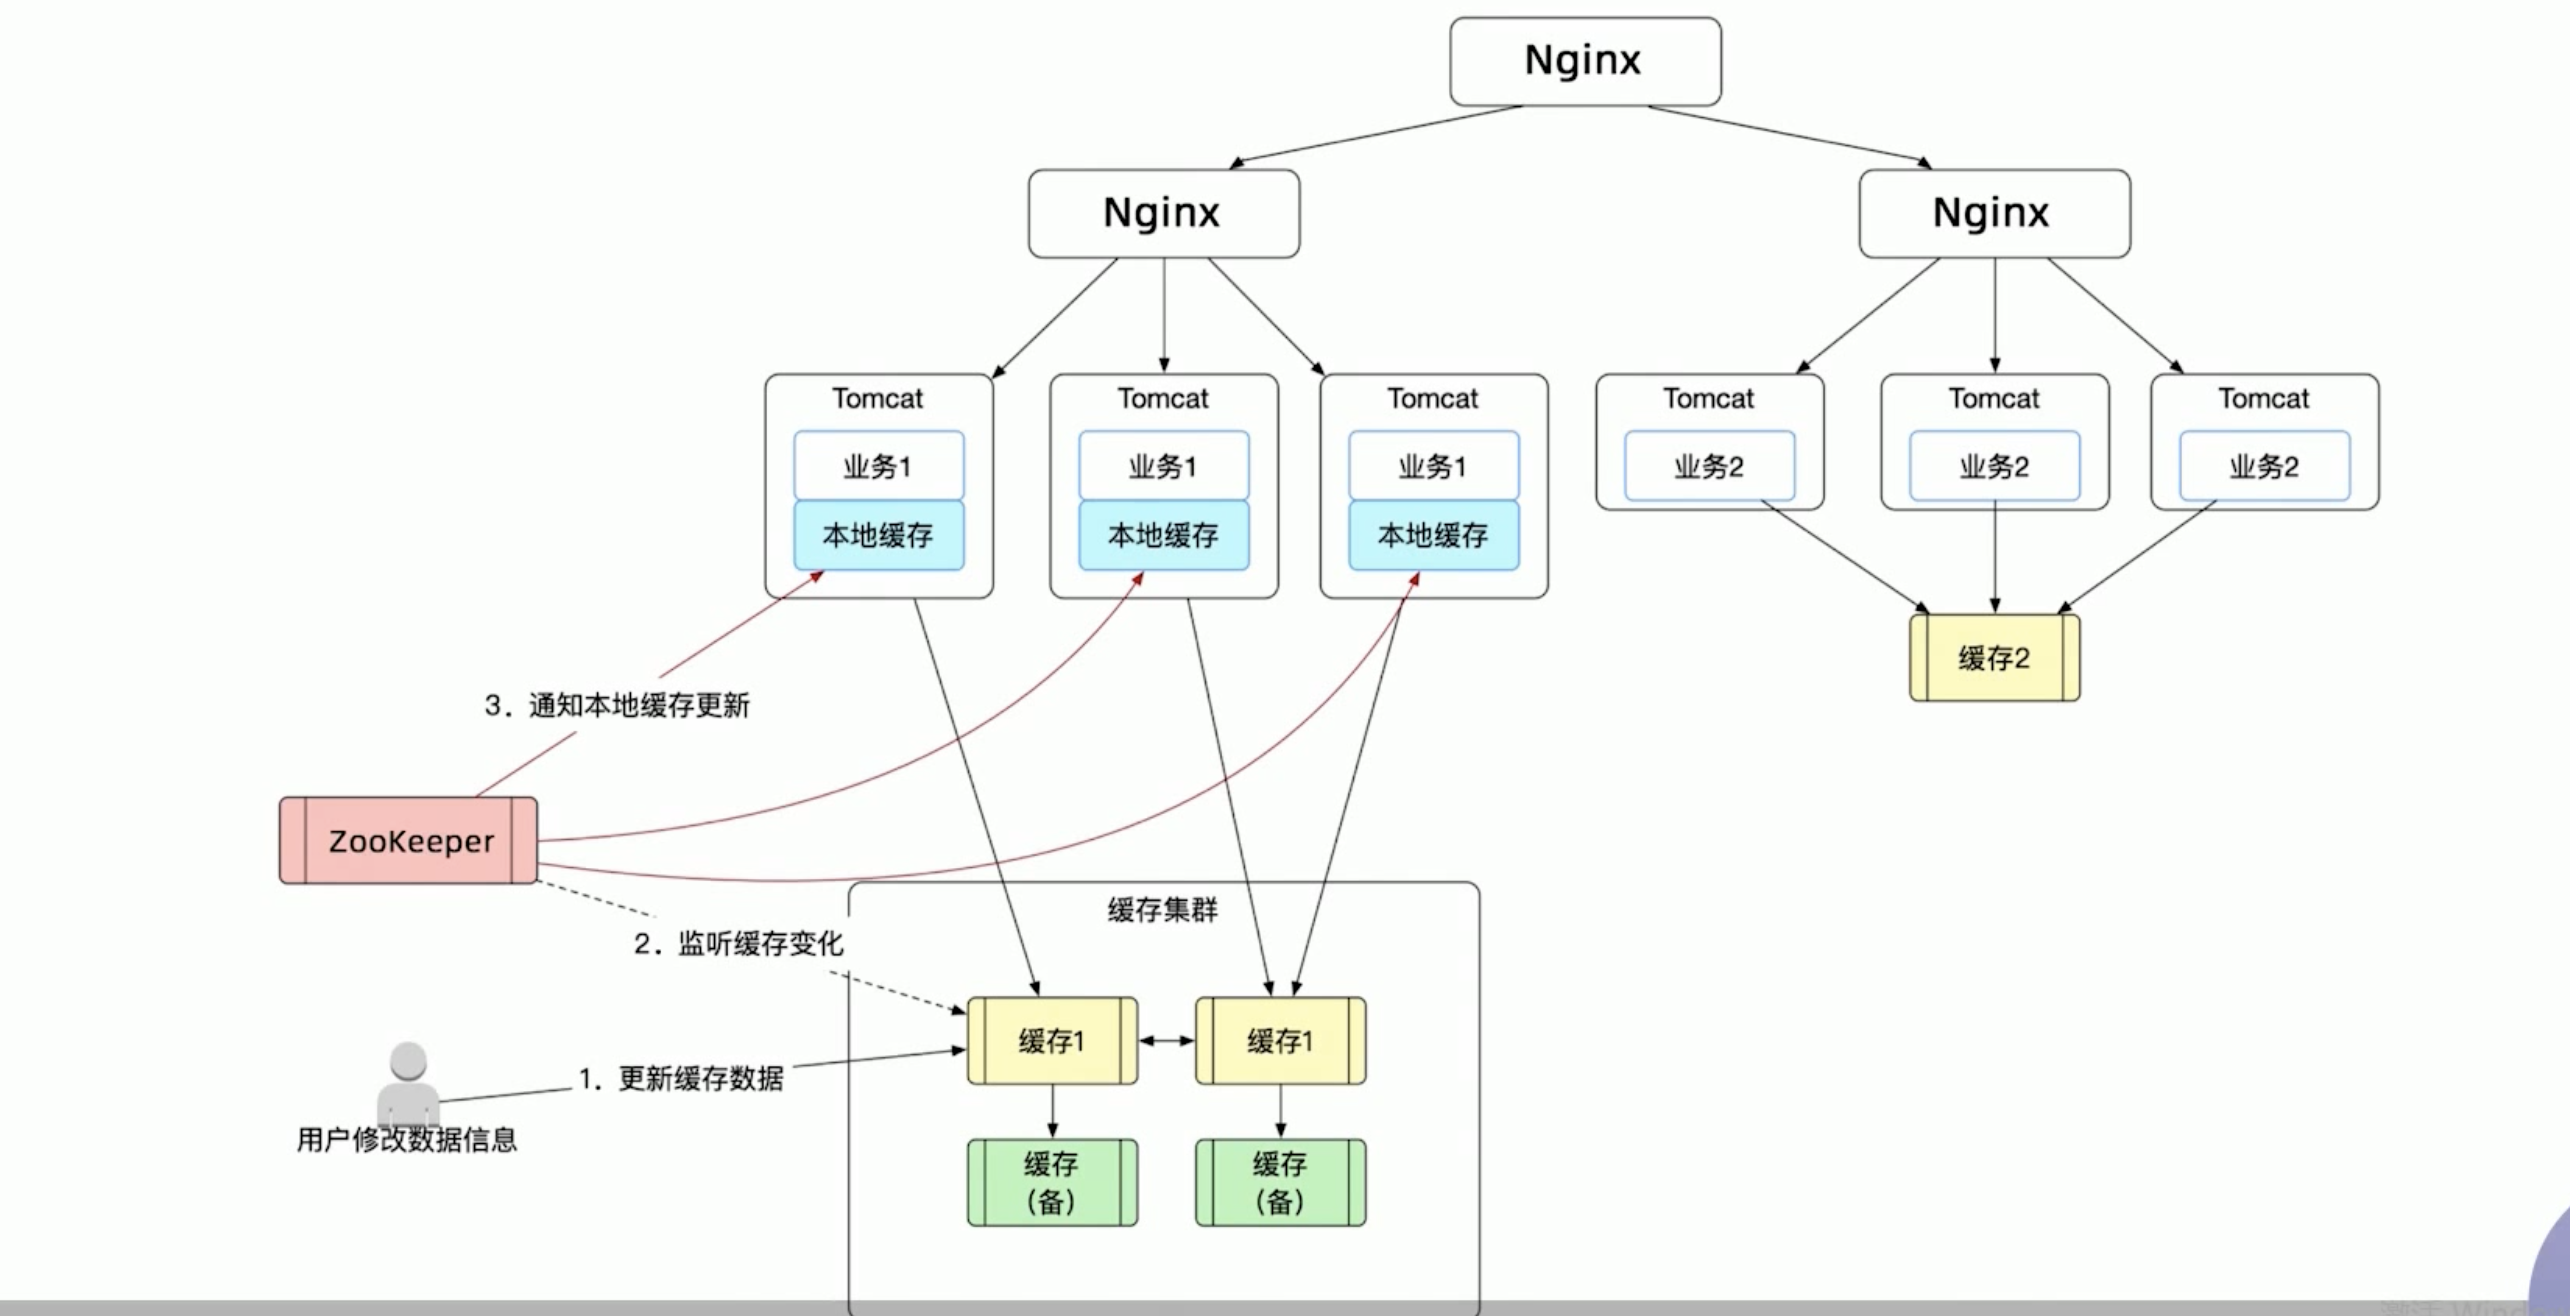 Nginx
Nginx
Nginx
Tomcat
业务1
本地缓存
Tomcat
业务1
本地缓存
Tomcat
业务1
本地缓存
Tomcat
业务2
Tomcat
业务2
Tomcat
业务2
缓存2
3. 通知本地缓存更新
ZooKeeper
缓存集群
2. 监听缓存变化
缓存1
缓存1
1. 更新缓存数据
用户修改数据信息
缓存
(备)
缓存
(备)
激活 Windows